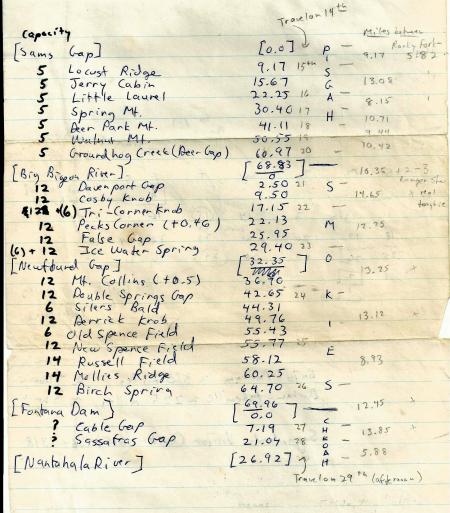 Travel on 14th
Capacity Miles between
[Sams Gap] [0.0] P
5 Locust Ridge 9.17 15th I - 9.17
5 Jerry Cabin 15.67 S - 13.08
5 Little Laurel 22.25 16 G
5 Spring Mt. 30.40 17 A - 8.15
5 Deer Park Mt. 41.11 18 H - 10.71
5 Walnut Mt. 50.55 19 - 9.44
5 Groundhog Creek (Deer Gap) 60.97 20 - 10.42
[Big Pigeon River] [68.83 / 0]
12 Davenport Gap 2.50 21 S
12 Cosby Knob 9.50 - 14.65
12 (6) Tri-Corner Knob 17.15 22
12 Pecks Corner (+0.40) 22.13 M
12 False Gap 25.95
(6) + 12 Ice Water Spring 29.40 23
[Newfound Gap] [32.35] O
12 Mt. Collins (+0.5) 36.90 - 13.25
12 Double Springs Gap 42.65 24 K
6 Silers Bald 44.31
12 Derrick Knob 49.76 I - 13.12
6 Old Spence Field 55.43
12 New Spence Field 55.77 25 E
14 Russell Field 58.12 8.93
14 Mollies Ridge 60.25
12 Birch Spring 64.70 26 S
[Fontana Dam] [69.96 / 0.0] - 12.45
? Cable Gap 7.19 27 CHEOAH - 13.85
? Sassafras Gap 21.04 28 - 5.88
[Nantahala River] [26.92]
Travel on 29th (afternoon)